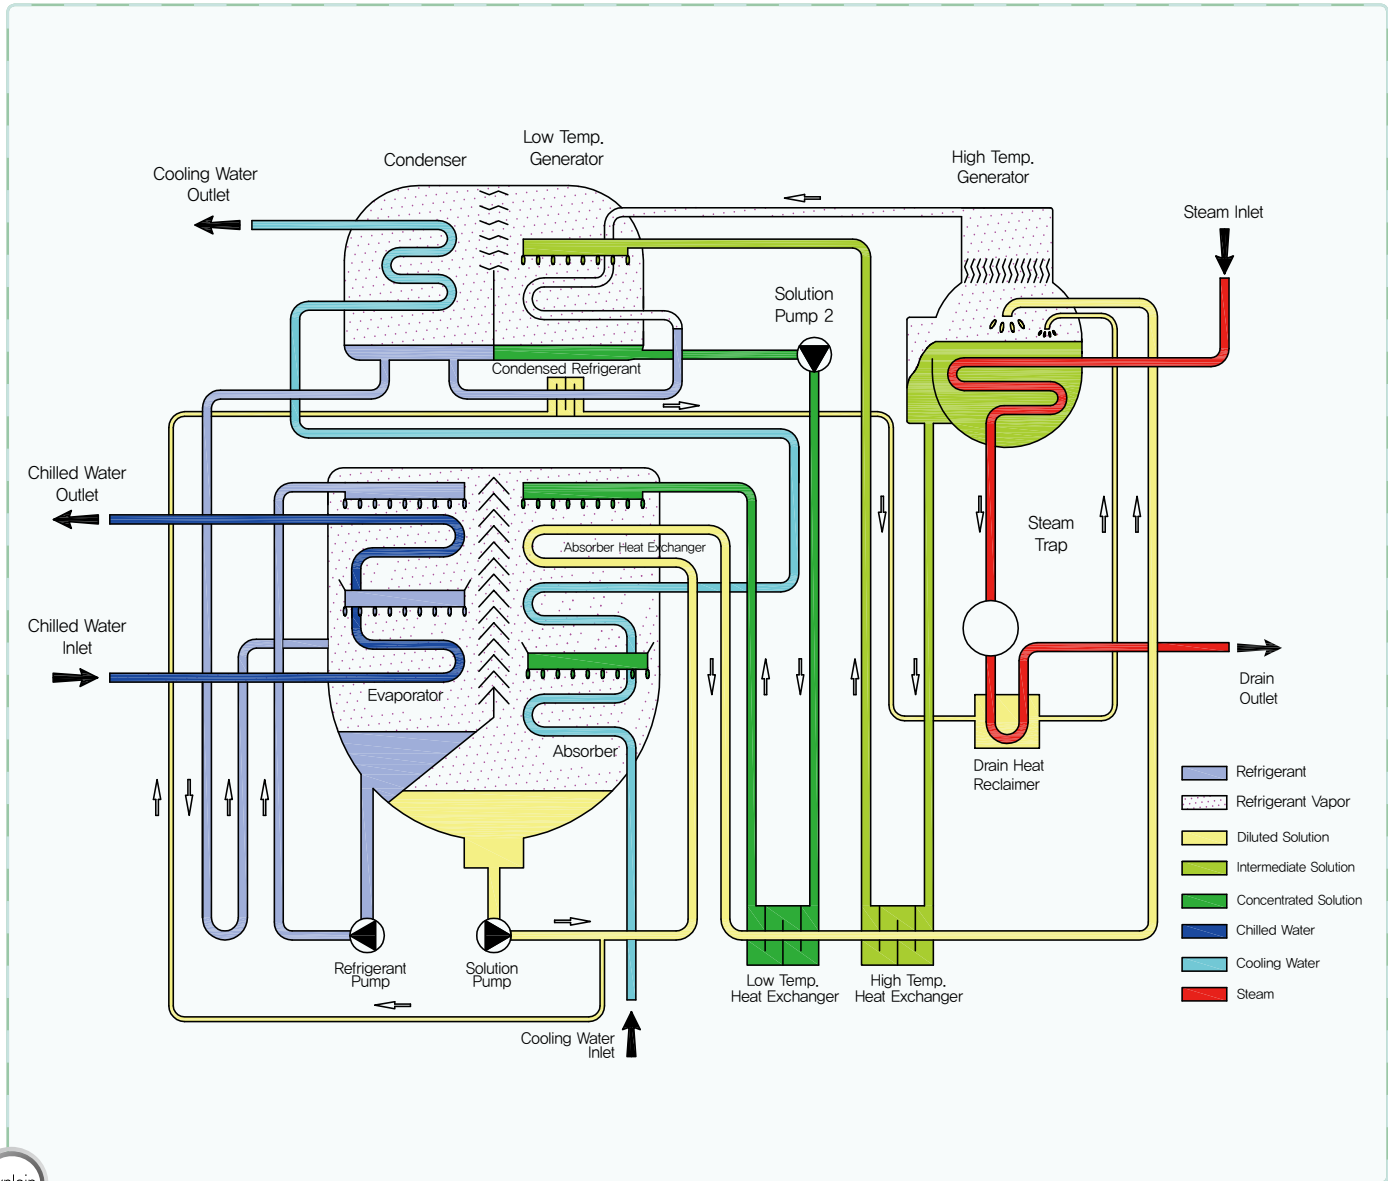 Low Temp.
Generator
Condenser
High Temp.
Generator
Cooling Water
Outlet
Steam Inlet
Solution
Pump 2
Condensed Refrigerant
Chilled Water
Outlet
Steam
Trap
Absorber Heat Exchanger
Chilled Water
Inlet
Evaporator
Drain
Outlet
Absorber
Drain Heat
Reclaimer
Refrigerant
Refrigerant Vapor
Diluted Solution
Intermediate Solution
Concentrated Solution
Chilled Water
Cooling Water
Steam
Refrigerant
Pump
Solution
Pump
Low Temp.
Heat Exchanger
High Temp.
Heat Exchanger
Cooling Water
Inlet